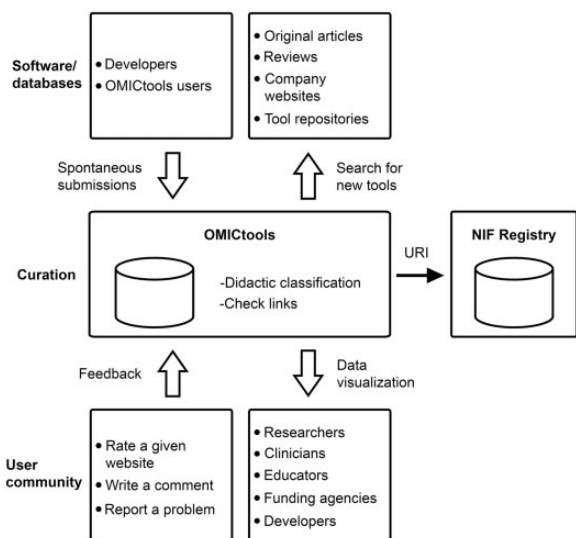 Software/
databases
• Developers
• OMICtools users
• Original articles
• Reviews
• Company
websites
• Tool repositories
Spontaneous
submissions
Search for
new tools
Curation
OMICtools
-Didactic classification
-Check links
URI
NIF Registry
Feedback
Data
visualization
User
community
• Rate a given
website
• Write a comment
• Report a problem
• Researchers
• Clinicians
• Educators
• Funding agencies
• Developers